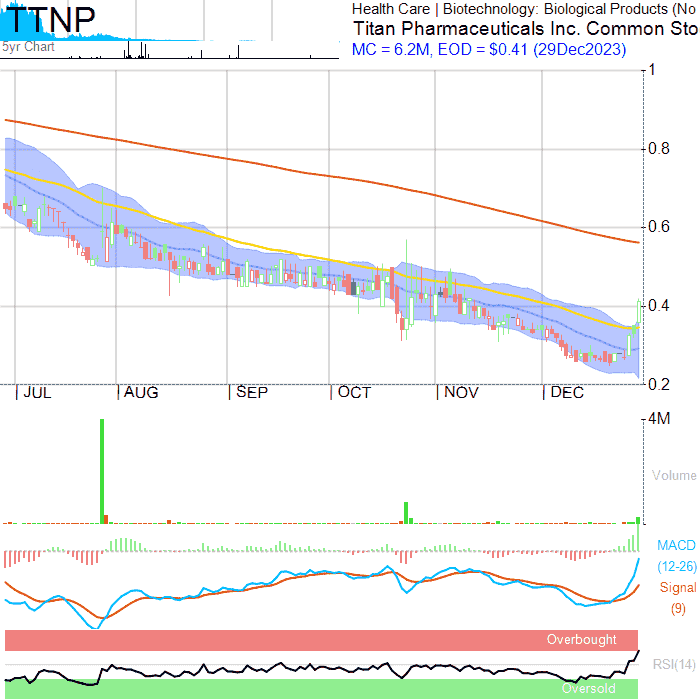 TTNP
5yr Chart
Health Care | Biotechnology: Biological Products (No
Titan Pharmaceuticals Inc. Common Sto
MC = 6.2M, EOD = $0.41 (29Dec2023)
1
0.8
0.6
0.4
0.2
JUL AUG SEP OCT NOV DEC
4M
Volume
MACD
(12-26)
Signal
(9)
Overbought
RSI(14)
Oversold